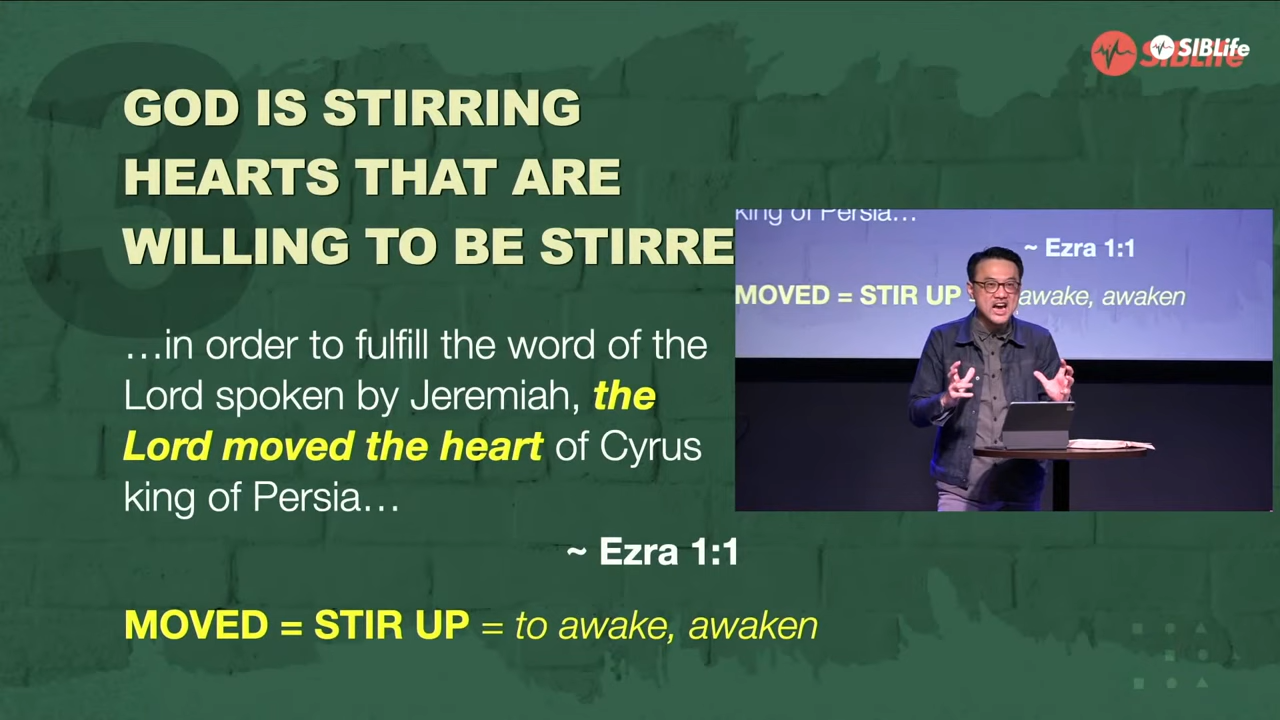 3
SIBLife
SIBLife
GOD IS STIRRING
HEARTS THAT ARE
WILLING TO BE STIRRE
…in order to fulfill the word of the
Lord spoken by Jeremiah, the
Lord moved the heart of Cyrus
king of Persia…
~ Ezra 1:1
MOVED = STIR UP = to awake, awaken
king of Persia…
~ Ezra 1:1
MOVED = STIR UP awake, awaken